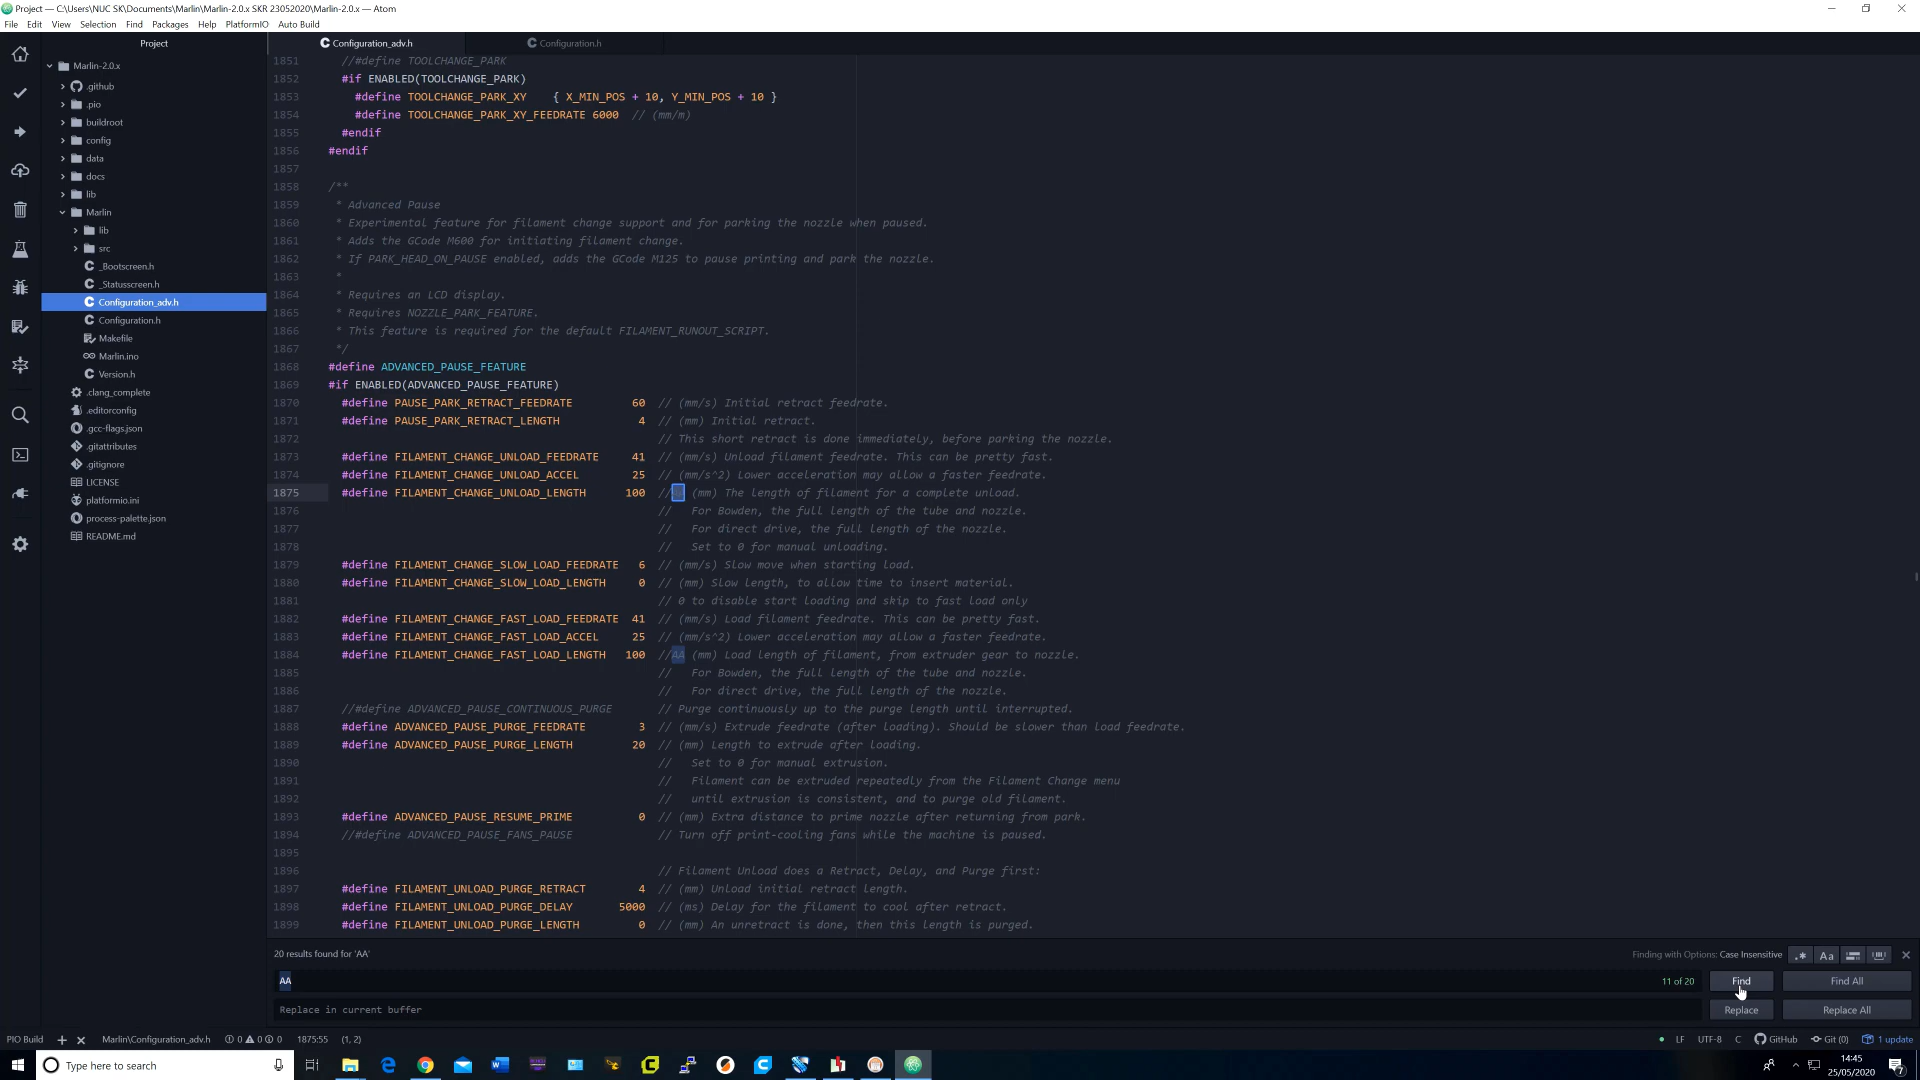 Project — C:\Users\NUC SK\Documents\Marlin\Marlin-2.0.x SKR 23052020\Marlin-2.0.x — Atom
File Edit View Selection Find Packages Help PlatformIO Auto Build
Project
Configuration_adv.h
Configuration.h
Marlin-2.0.x
.github
.pio
buildroot
config
data
docs
lib
Marlin
lib
src
_Bootscreen.h
_Statusscreen.h
Configuration_adv.h
Configuration.h
Makefile
Marlin.ino
Version.h
.clang_complete
.editorconfig
.gcc-flags.json
.gitattributes
.gitignore
LICENSE
platformio.ini
process-palette.json
README.md
1851 //#define TOOLCHANGE_PARK
1852 #if ENABLED(TOOLCHANGE_PARK)
1853 #define TOOLCHANGE_PARK_XY { X_MIN_POS + 10, Y_MIN_POS + 10 }
1854 #define TOOLCHANGE_PARK_XY_FEEDRATE 6000 // (mm/m)
1855 #endif
1856 #endif
1857
1858 /**
1859 * Advanced Pause
1860 * Experimental feature for filament change support and for parking the nozzle when paused.
1861 * Adds the GCode M600 for initiating filament change.
1862 * If PARK_HEAD_ON_PAUSE enabled, adds the GCode M125 to pause printing and park the nozzle.
1863 *
1864 * Requires an LCD display.
1865 * Requires NOZZLE_PARK_FEATURE.
1866 * This feature is required for the default FILAMENT_RUNOUT_SCRIPT.
1867 */
1868 #define ADVANCED_PAUSE_FEATURE
1869 #if ENABLED(ADVANCED_PAUSE_FEATURE)
1870 #define PAUSE_PARK_RETRACT_FEEDRATE 60 // (mm/s) Initial retract feedrate.
1871 #define PAUSE_PARK_RETRACT_LENGTH 4 // (mm) Initial retract.
1872 // This short retract is done immediately, before parking the nozzle.
1873 #define FILAMENT_CHANGE_UNLOAD_FEEDRATE 41 // (mm/s) Unload filament feedrate. This can be pretty fast.
1874 #define FILAMENT_CHANGE_UNLOAD_ACCEL 25 // (mm/s^2) Lower acceleration may allow a faster feedrate.
1875 #define FILAMENT_CHANGE_UNLOAD_LENGTH 100 // (mm) The length of filament for a complete unload.
1876 // For Bowden, the full length of the tube and nozzle.
1877 // For direct drive, the full length of the nozzle.
1878 // Set to 0 for manual unloading.
1879 #define FILAMENT_CHANGE_SLOW_LOAD_FEEDRATE 6 // (mm/s) Slow move when starting load.
1880 #define FILAMENT_CHANGE_SLOW_LOAD_LENGTH 0 // (mm) Slow length, to allow time to insert material.
1881 // 0 to disable start loading and skip to fast load only
1882 #define FILAMENT_CHANGE_FAST_LOAD_FEEDRATE 41 // (mm/s) Load filament feedrate. This can be pretty fast.
1883 #define FILAMENT_CHANGE_FAST_LOAD_ACCEL 25 // (mm/s^2) Lower acceleration may allow a faster feedrate.
1884 #define FILAMENT_CHANGE_FAST_LOAD_LENGTH 100 //AA (mm) Load length of filament, from extruder gear to nozzle.
1885 // For Bowden, the full length of the tube and nozzle.
1886 // For direct drive, the full length of the nozzle.
1887 //#define ADVANCED_PAUSE_CONTINUOUS_PURGE // Purge continuously up to the purge length until interrupted.
1888 #define ADVANCED_PAUSE_PURGE_FEEDRATE 3 // (mm/s) Extrude feedrate (after loading). Should be slower than load feedrate.
1889 #define ADVANCED_PAUSE_PURGE_LENGTH 20 // (mm) Length to extrude after loading.
1890 // Set to 0 for manual extrusion.
1891 // Filament can be extruded repeatedly from the Filament Change menu
1892 // until extrusion is consistent, and to purge old filament.
1893 #define ADVANCED_PAUSE_RESUME_PRIME 0 // (mm) Extra distance to prime nozzle after returning from park.
1894 //#define ADVANCED_PAUSE_FANS_PAUSE // Turn off print-cooling fans while the machine is paused.
1895
1896 // Filament Unload does a Retract, Delay, and Purge first:
1897 #define FILAMENT_UNLOAD_PURGE_RETRACT 4 // (mm) Unload initial retract length.
1898 #define FILAMENT_UNLOAD_PURGE_DELAY 5000 // (ms) Delay for the filament to cool after retract.
1899 #define FILAMENT_UNLOAD_PURGE_LENGTH 0 // (mm) An unretract is done, then this length is purged.
20 results found for 'AA' Finding with Options: Case Insensitive .* Aa
AA 11 of 20 Find Find All
Replace in current buffer Replace Replace All
PIO Build + × Marlin\Configuration_adv.h 0 0 0 1875:55 (1, 2) LF UTF-8 C GitHub Git (0) 1 update
Type here to search
14:45
25/05/2020